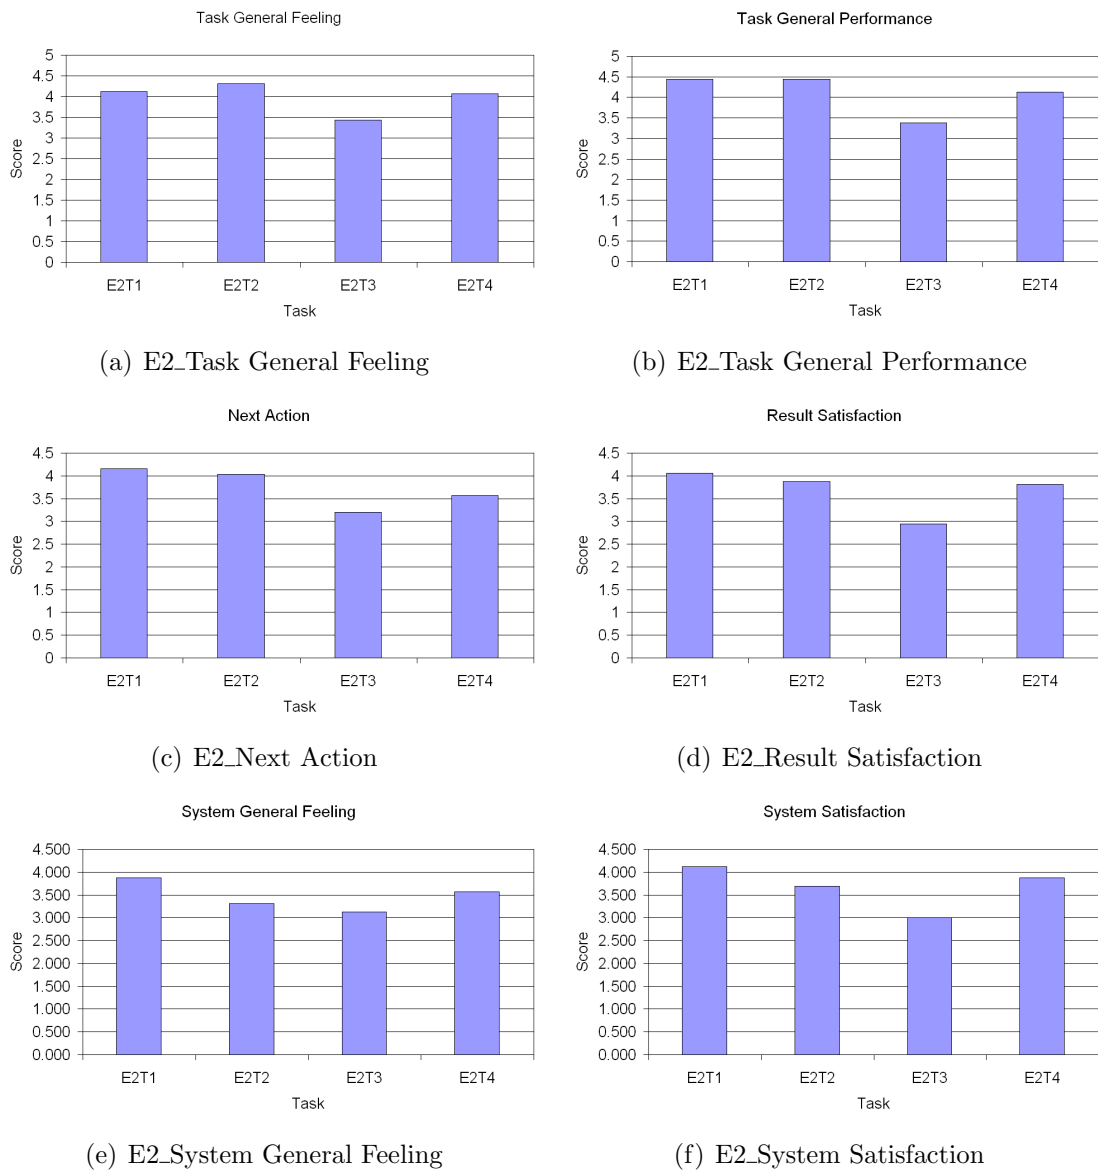 Task General Feeling
5
4.5
4
3.5
3
2.5
2
1.5
1
0.5
0
Score
E2T1 E2T2 E2T3 E2T4
Task
(a) E2_Task General Feeling
Task General Performance
5
4.5
4
3.5
3
2.5
2
1.5
1
0.5
0
Score
E2T1 E2T2 E2T3 E2T4
Task
(b) E2_Task General Performance
Next Action
4.5
4
3.5
3
2.5
2
1.5
1
0.5
0
Score
E2T1 E2T2 E2T3 E2T4
Task
(c) E2_Next Action
Result Satisfaction
4.5
4
3.5
3
2.5
2
1.5
1
0.5
0
Score
E2T1 E2T2 E2T3 E2T4
Task
(d) E2_Result Satisfaction
System General Feeling
4.500
4.000
3.500
3.000
2.500
2.000
1.500
1.000
0.500
0.000
Score
E2T1 E2T2 E2T3 E2T4
Task
(e) E2_System General Feeling
System Satisfaction
4.500
4.000
3.500
3.000
2.500
2.000
1.500
1.000
0.500
0.000
Score
E2T1 E2T2 E2T3 E2T4
Task
(f) E2_System Satisfaction